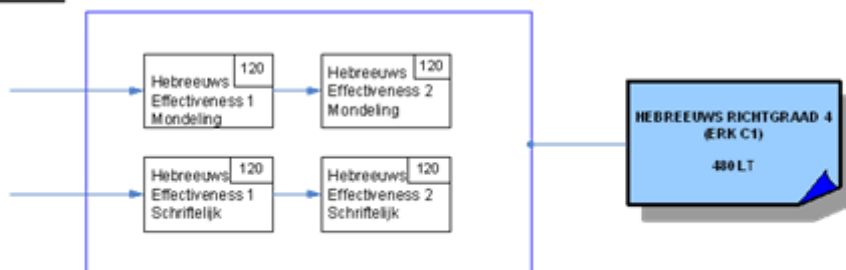 120
Hebreeuws
Effectiveness 1
Mondeling
120
Hebreeuws
Effectiveness 2
Mondeling
HEBREEUWS RICHTGRAAD 4
(ERK C1)
480 LT
120
Hebreeuws
Effectiveness 1
Schriftelijk
120
Hebreeuws
Effectiveness 2
Schriftelijk